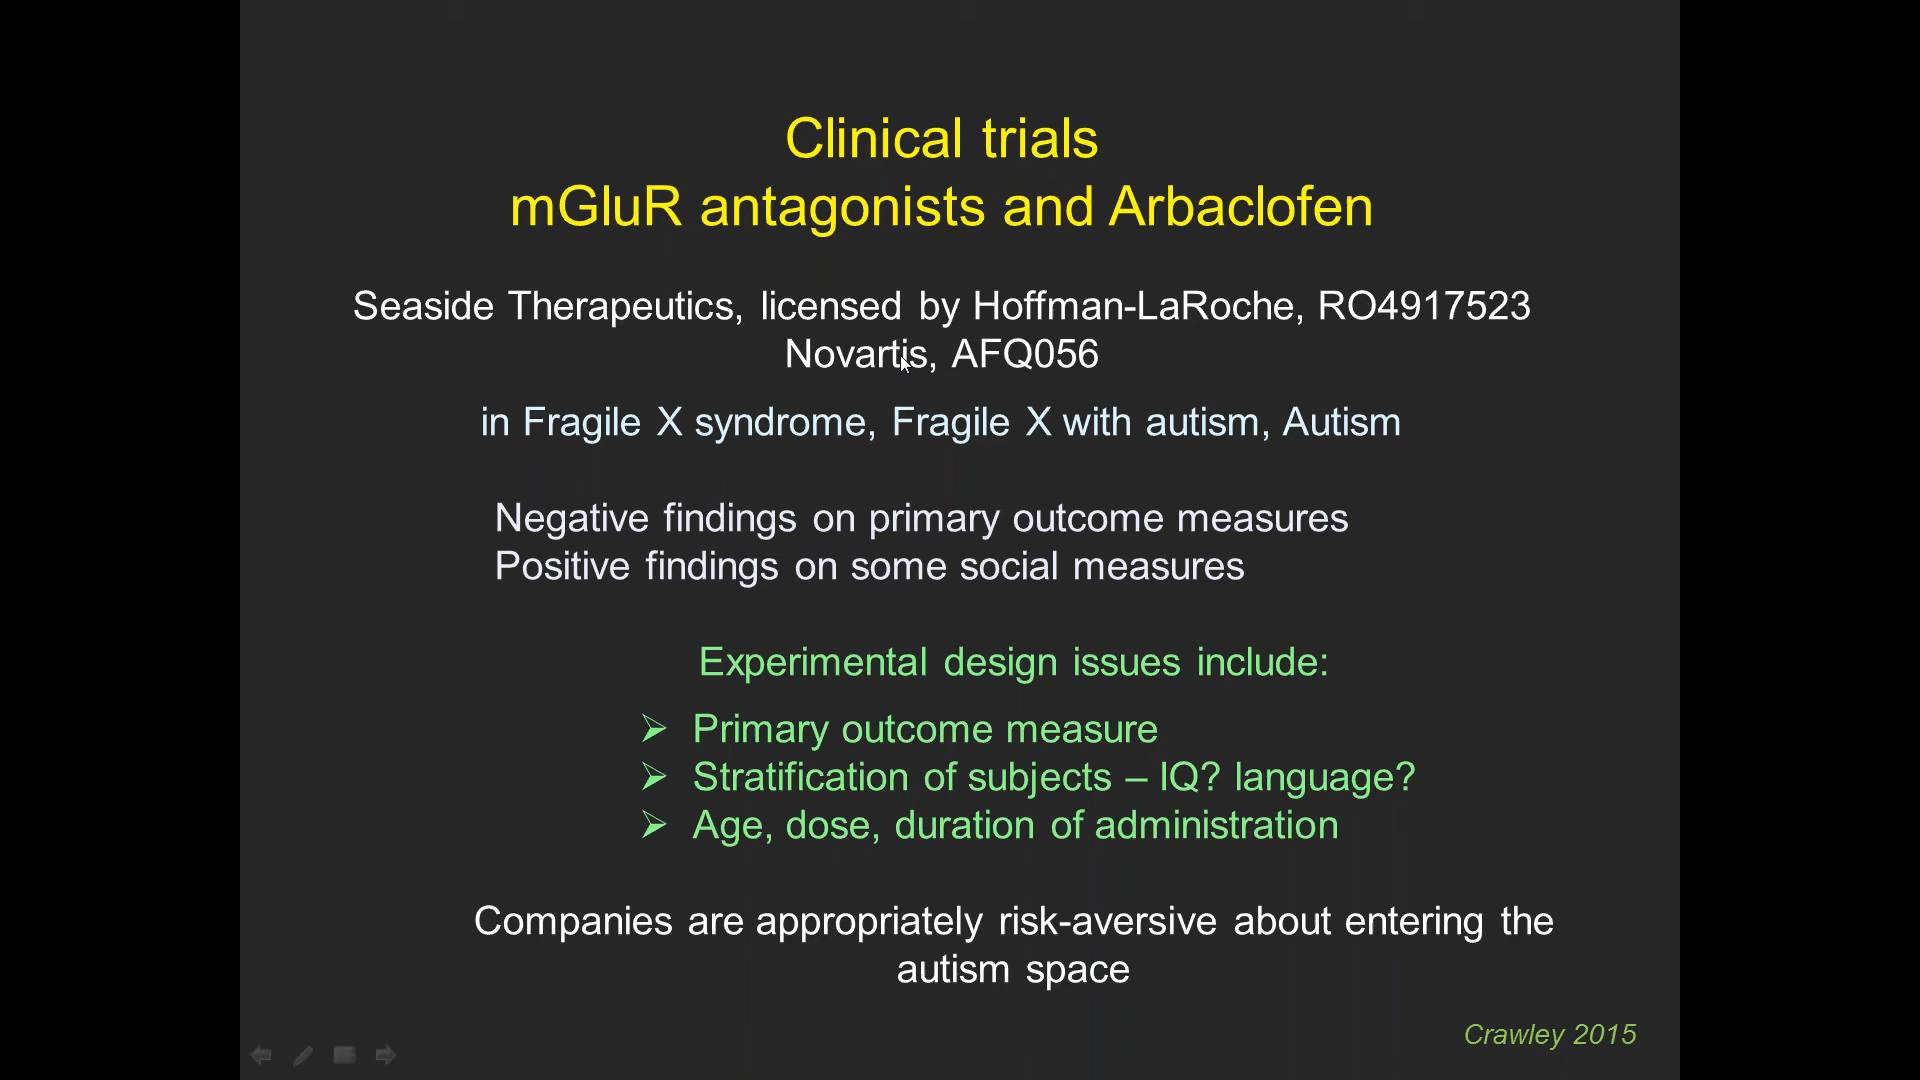 Clinical trials
mGluR antagonists and Arbaclofen
Seaside Therapeutics, licensed by Hoffman-LaRoche, RO4917523
Novartis, AFQ056
in Fragile X syndrome, Fragile X with autism, Autism
Negative findings on primary outcome measures
Positive findings on some social measures
Experimental design issues include:
➢ Primary outcome measure
➢ Stratification of subjects – IQ? language?
➢ Age, dose, duration of administration
Companies are appropriately risk-aversive about entering the
autism space
Crawley 2015